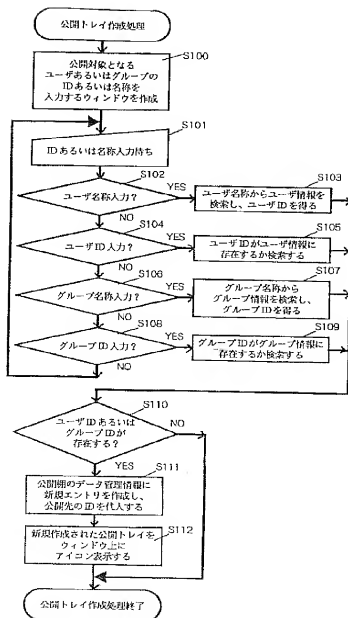 公開トレイ作成処理
S100
公開対象となる
ユーザあるいはグループの
IDあるいは名称を
入力するウィンドウを作成
S101
IDあるいは名称入力待ち
S102
ユーザ名称入力?
YES
S103
ユーザ名称からユーザ情報を
検索し、ユーザIDを得る
NO
S104
ユーザID入力?
YES
S105
ユーザIDがユーザ情報に
存在するか検索する
NO
S106
グループ名称入力?
YES
S107
グループ名称から
グループ情報を検索し、
グループIDを得る
NO
S108
グループID入力?
YES
S109
グループIDがグループ情報に
存在するか検索する
NO
S110
ユーザIDあるいは
グループIDが
存在する?
NO
YES
S111
公開棚のデータ管理情報に
新規エントリを作成し、
公開先のIDを代入する
S112
新規作成された公開トレイを
ウィンドウ上に
アイコン表示する
公開トレイ作成処理終了